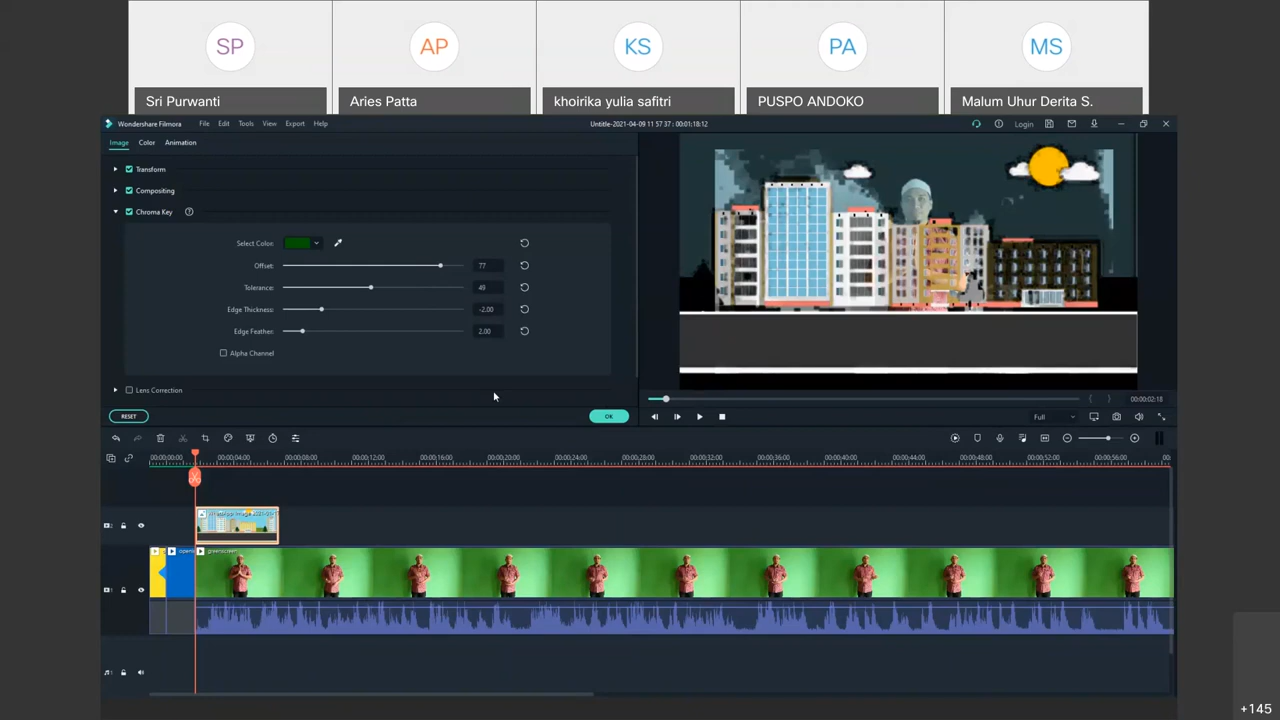 SP
AP
KS
PA
MS
Sri Purwanti
Aries Patta
khoirika yulia safitri
PUSPO ANDOKO
Malum Uhur Derita S.
Wondershare Filmora
File
Edit
Tools
View
Export
Help
Untitle-2021-04-09 11 57 37 : 00:01:18:12
Login
Image
Color
Animation
Transform
Compositing
Chroma Key
Select Color:
Offset:
77
Tolerance:
49
Edge Thickness:
-2.00
Edge Feather:
2.00
Alpha Channel
Lens Correction
RESET
OK
00:00:02:18
Full
00:00:00:00
00:00:04:00
00:00:08:00
00:00:12:00
00:00:16:00
00:00:20:00
00:00:24:00
00:00:28:00
00:00:32:00
00:00:36:00
00:00:40:00
00:00:44:00
00:00:48:00
00:00:52:00
00:00:56:00
00:
greenscreen
+145